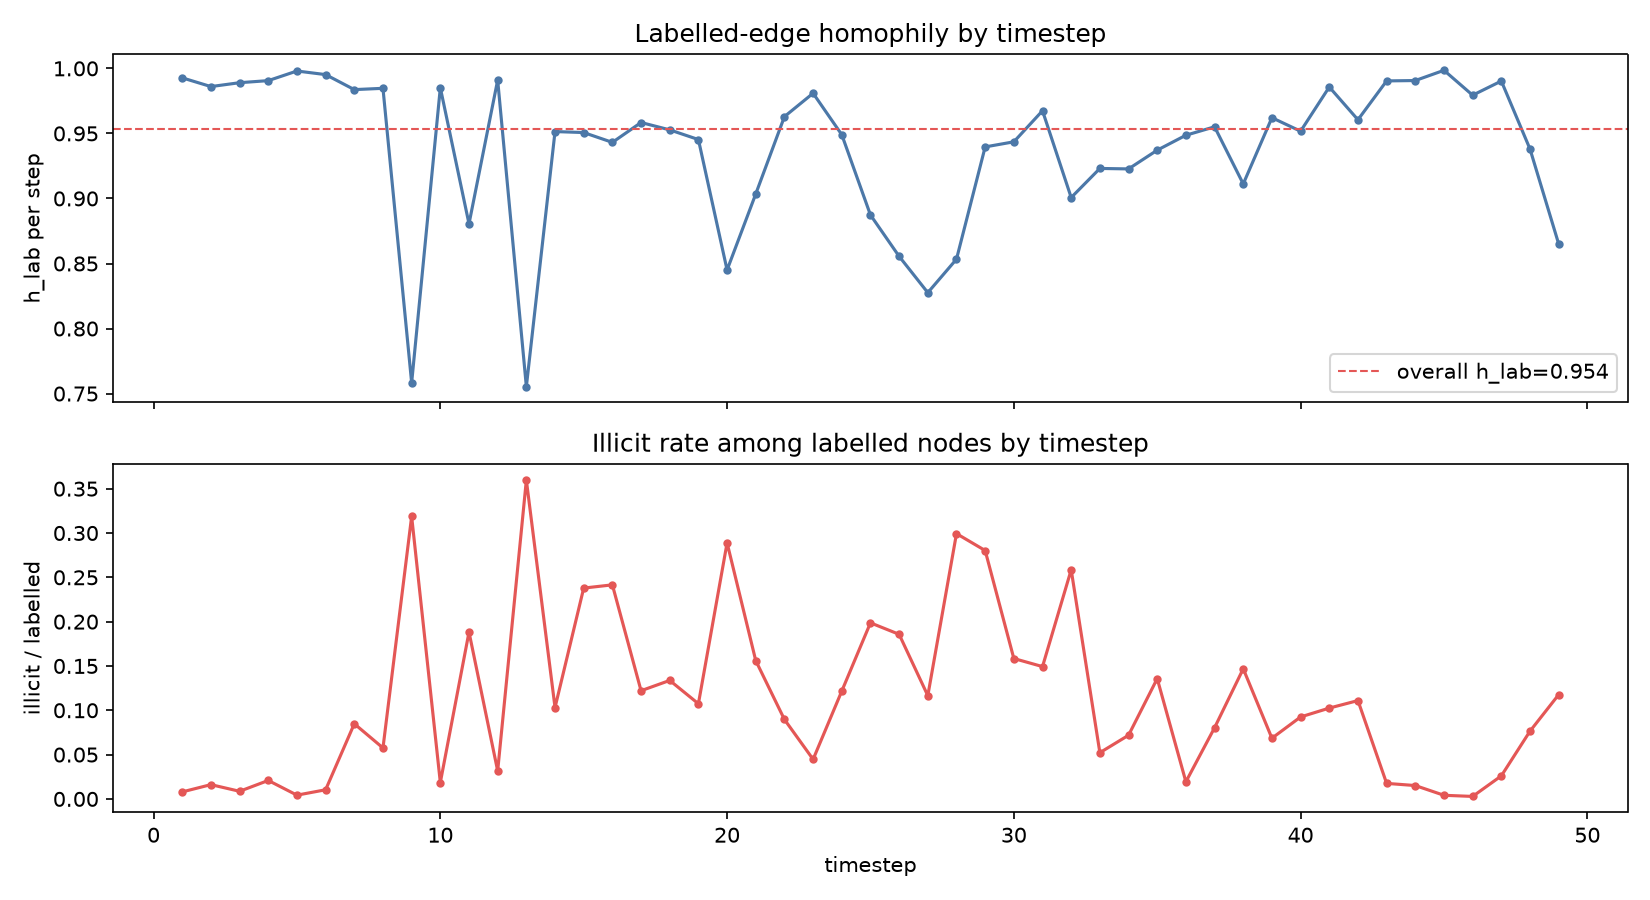 Labelled-edge homophily by timestep
h_lab per step
1.00
0.95
0.90
0.85
0.80
0.75
overall h_lab=0.954
Illicit rate among labelled nodes by timestep
illicit / labelled
0.35
0.30
0.25
0.20
0.15
0.10
0.05
0.00
0 10 20 30 40 50
timestep